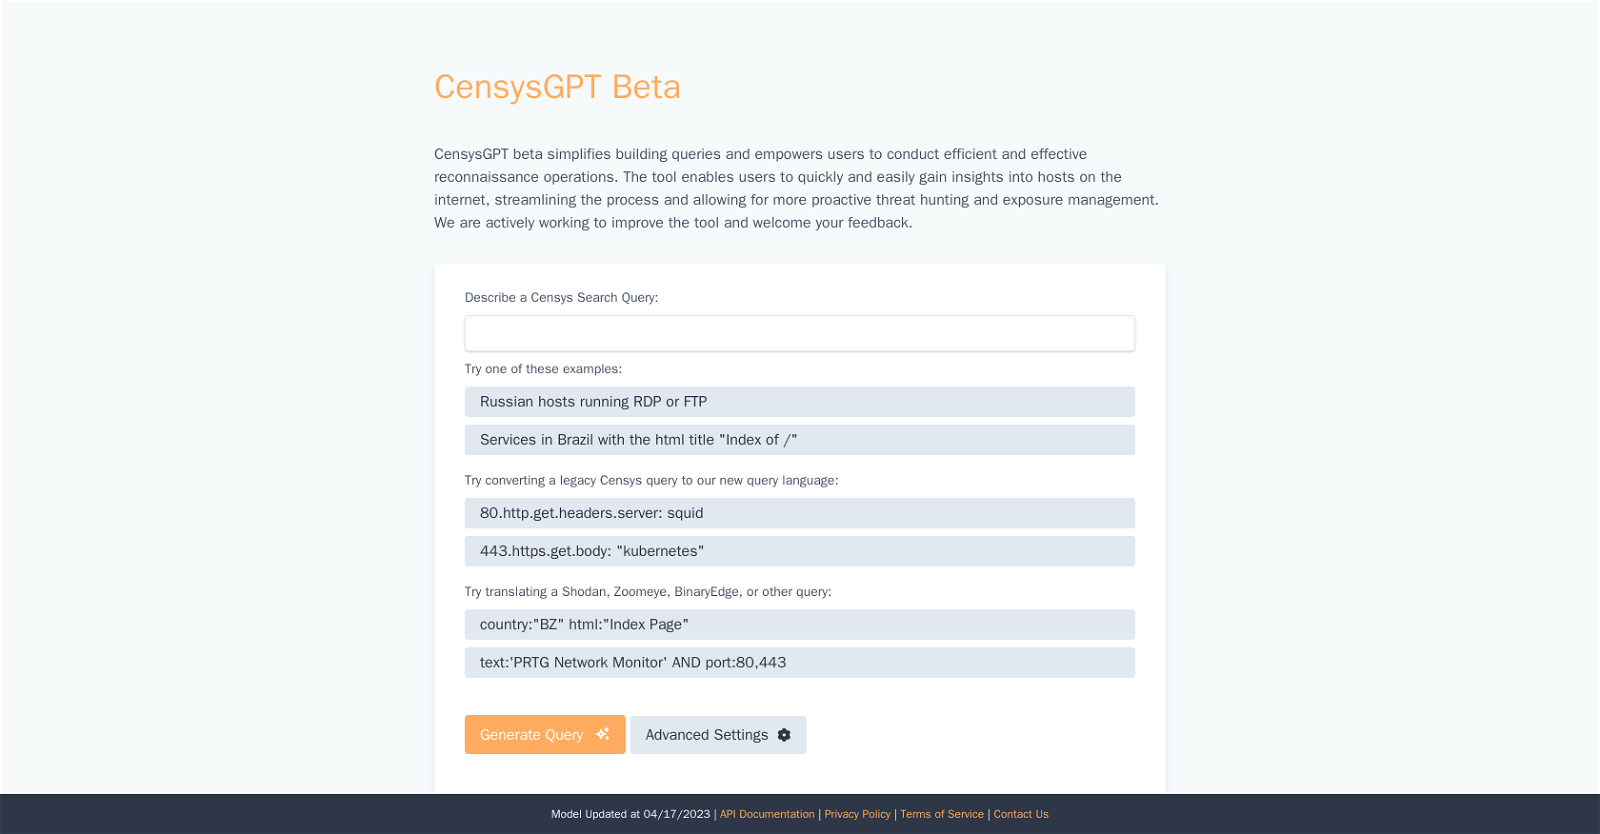 CensysGPT Beta
CensysGPT beta simplifies building queries and empowers users to conduct efficient and effective
reconnaissance operations. The tool enables users to quickly and easily gain insights into hosts on the
internet, streamlining the process and allowing for more proactive threat hunting and exposure management.
We are actively working to improve the tool and welcome your feedback.
Describe a Censys Search Query:
Try one of these examples:
Russian hosts running RDP or FTP
Services in Brazil with the html title "Index of /"
Try converting a legacy Censys query to our new query language:
80.http.get.headers.server: squid
443.https.get.body: "kubernetes"
Try translating a Shodan, Zoomeye, BinaryEdge, or other query:
country:"BZ" html:"Index Page"
text:'PRTG Network Monitor' AND port:80,443
Generate Query Advanced Settings
Model Updated at 04/17/2023 | API Documentation | Privacy Policy | Terms of Service | Contact Us